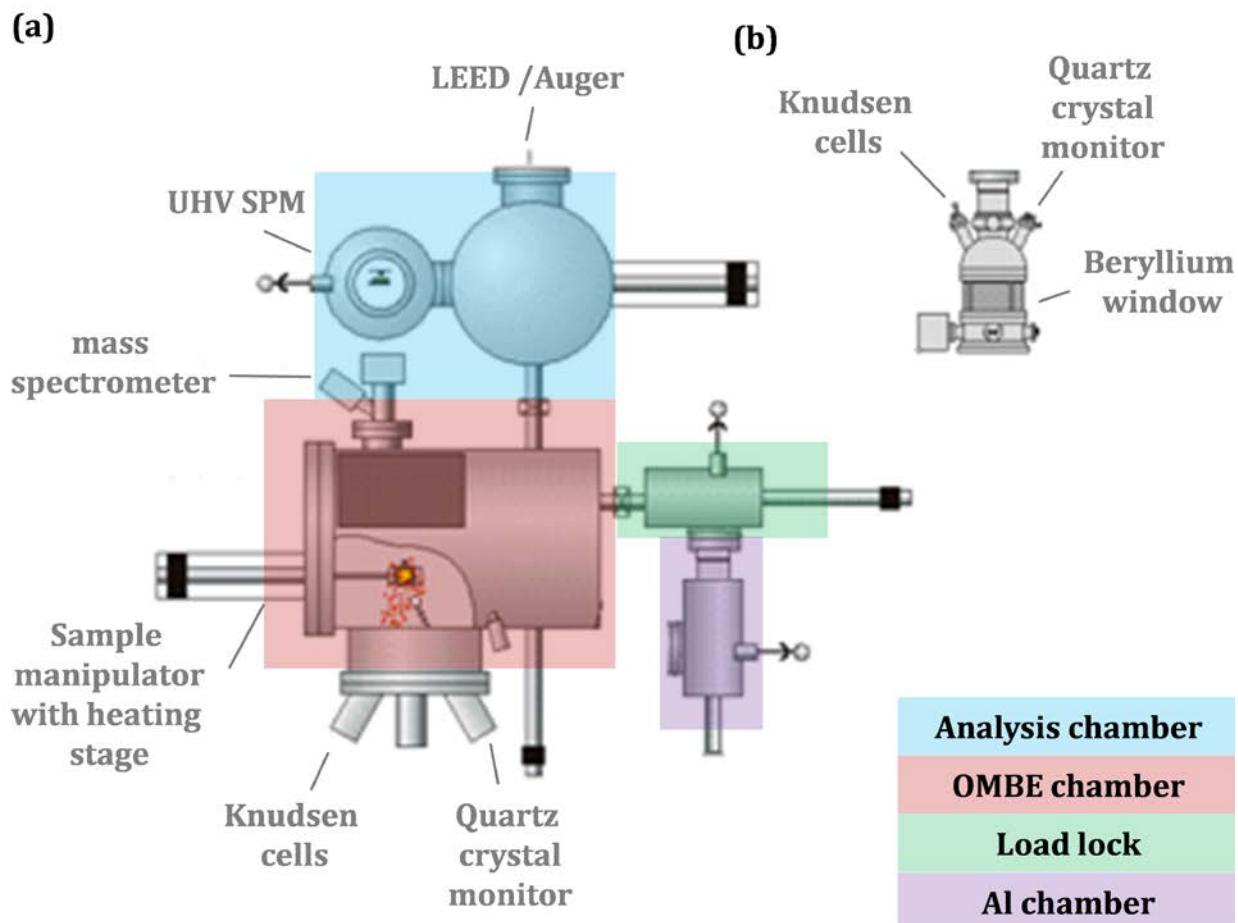 (a)
LEED /Auger
UHV SPM
mass
spectrometer
Sample
manipulator
with heating
stage
Knudsen
cells
Quartz
crystal
monitor
(b)
Knudsen
cells
Quartz
crystal
monitor
Beryllium
window
Analysis chamber
OMBE chamber
Load lock
Al chamber